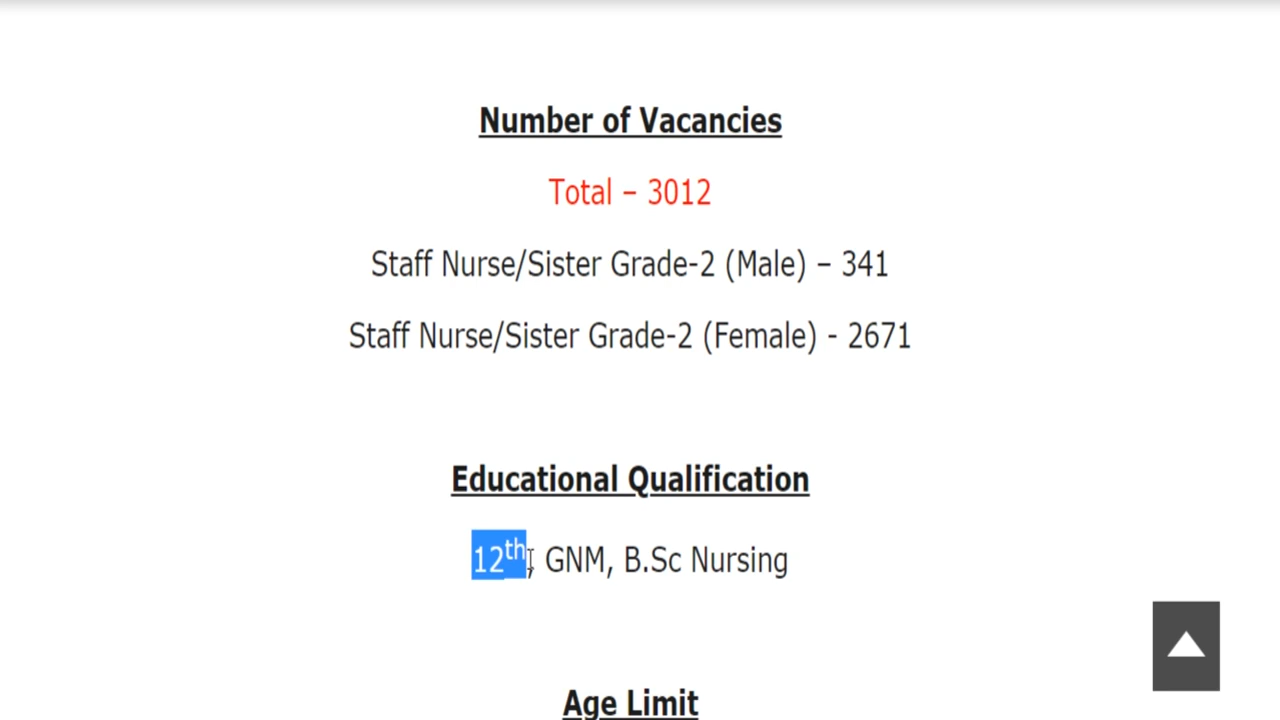 Number of Vacancies
Total – 3012
Staff Nurse/Sister Grade-2 (Male) – 341
Staff Nurse/Sister Grade-2 (Female) - 2671
Educational Qualification
12th, GNM, B.Sc Nursing
Age Limit